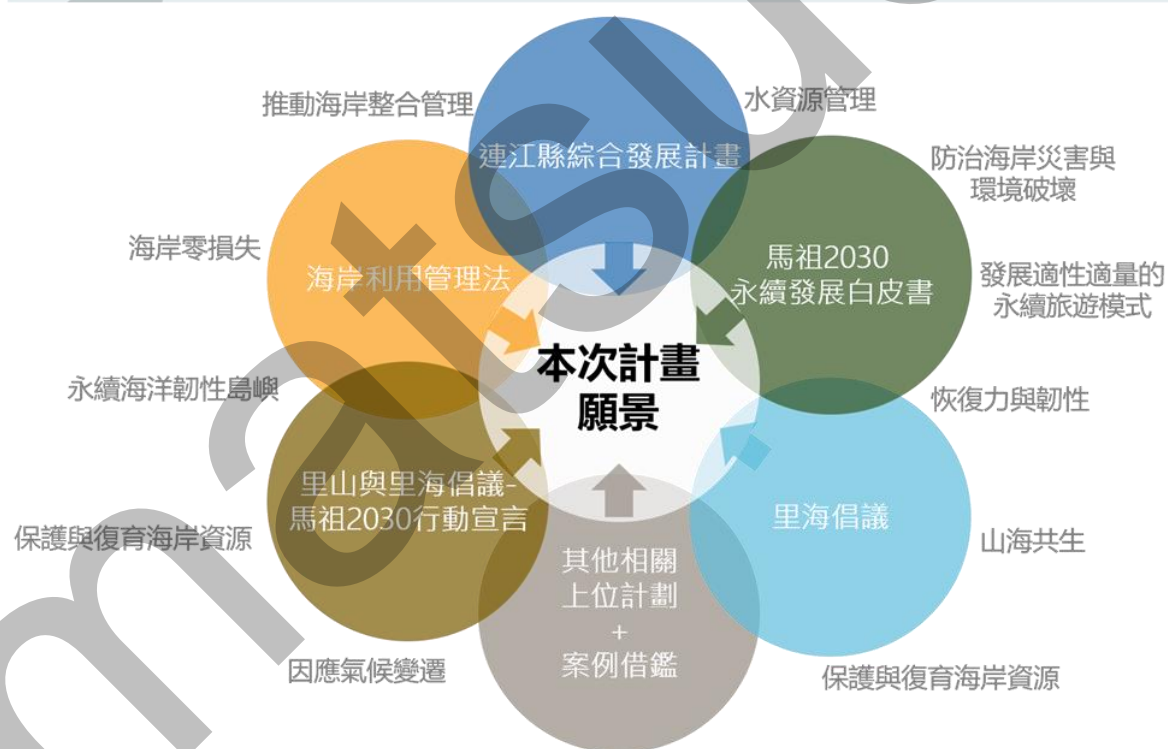 推動海岸整合管理
水資源管理
連江縣綜合發展計畫
防治海岸災害與
環境破壞
海岸零損失
海岸利用管理法
馬祖2030
永續發展白皮書
發展適性適量的
永續旅遊模式
本次計畫
願景
永續海洋韌性島嶼
恢復力與韌性
里山與里海倡議-
馬祖2030行動宣言
里海倡議
保護與復育海岸資源
山海共生
其他相關
上位計劃
+
案例借鑑
因應氣候變遷
保護與復育海岸資源
matsu